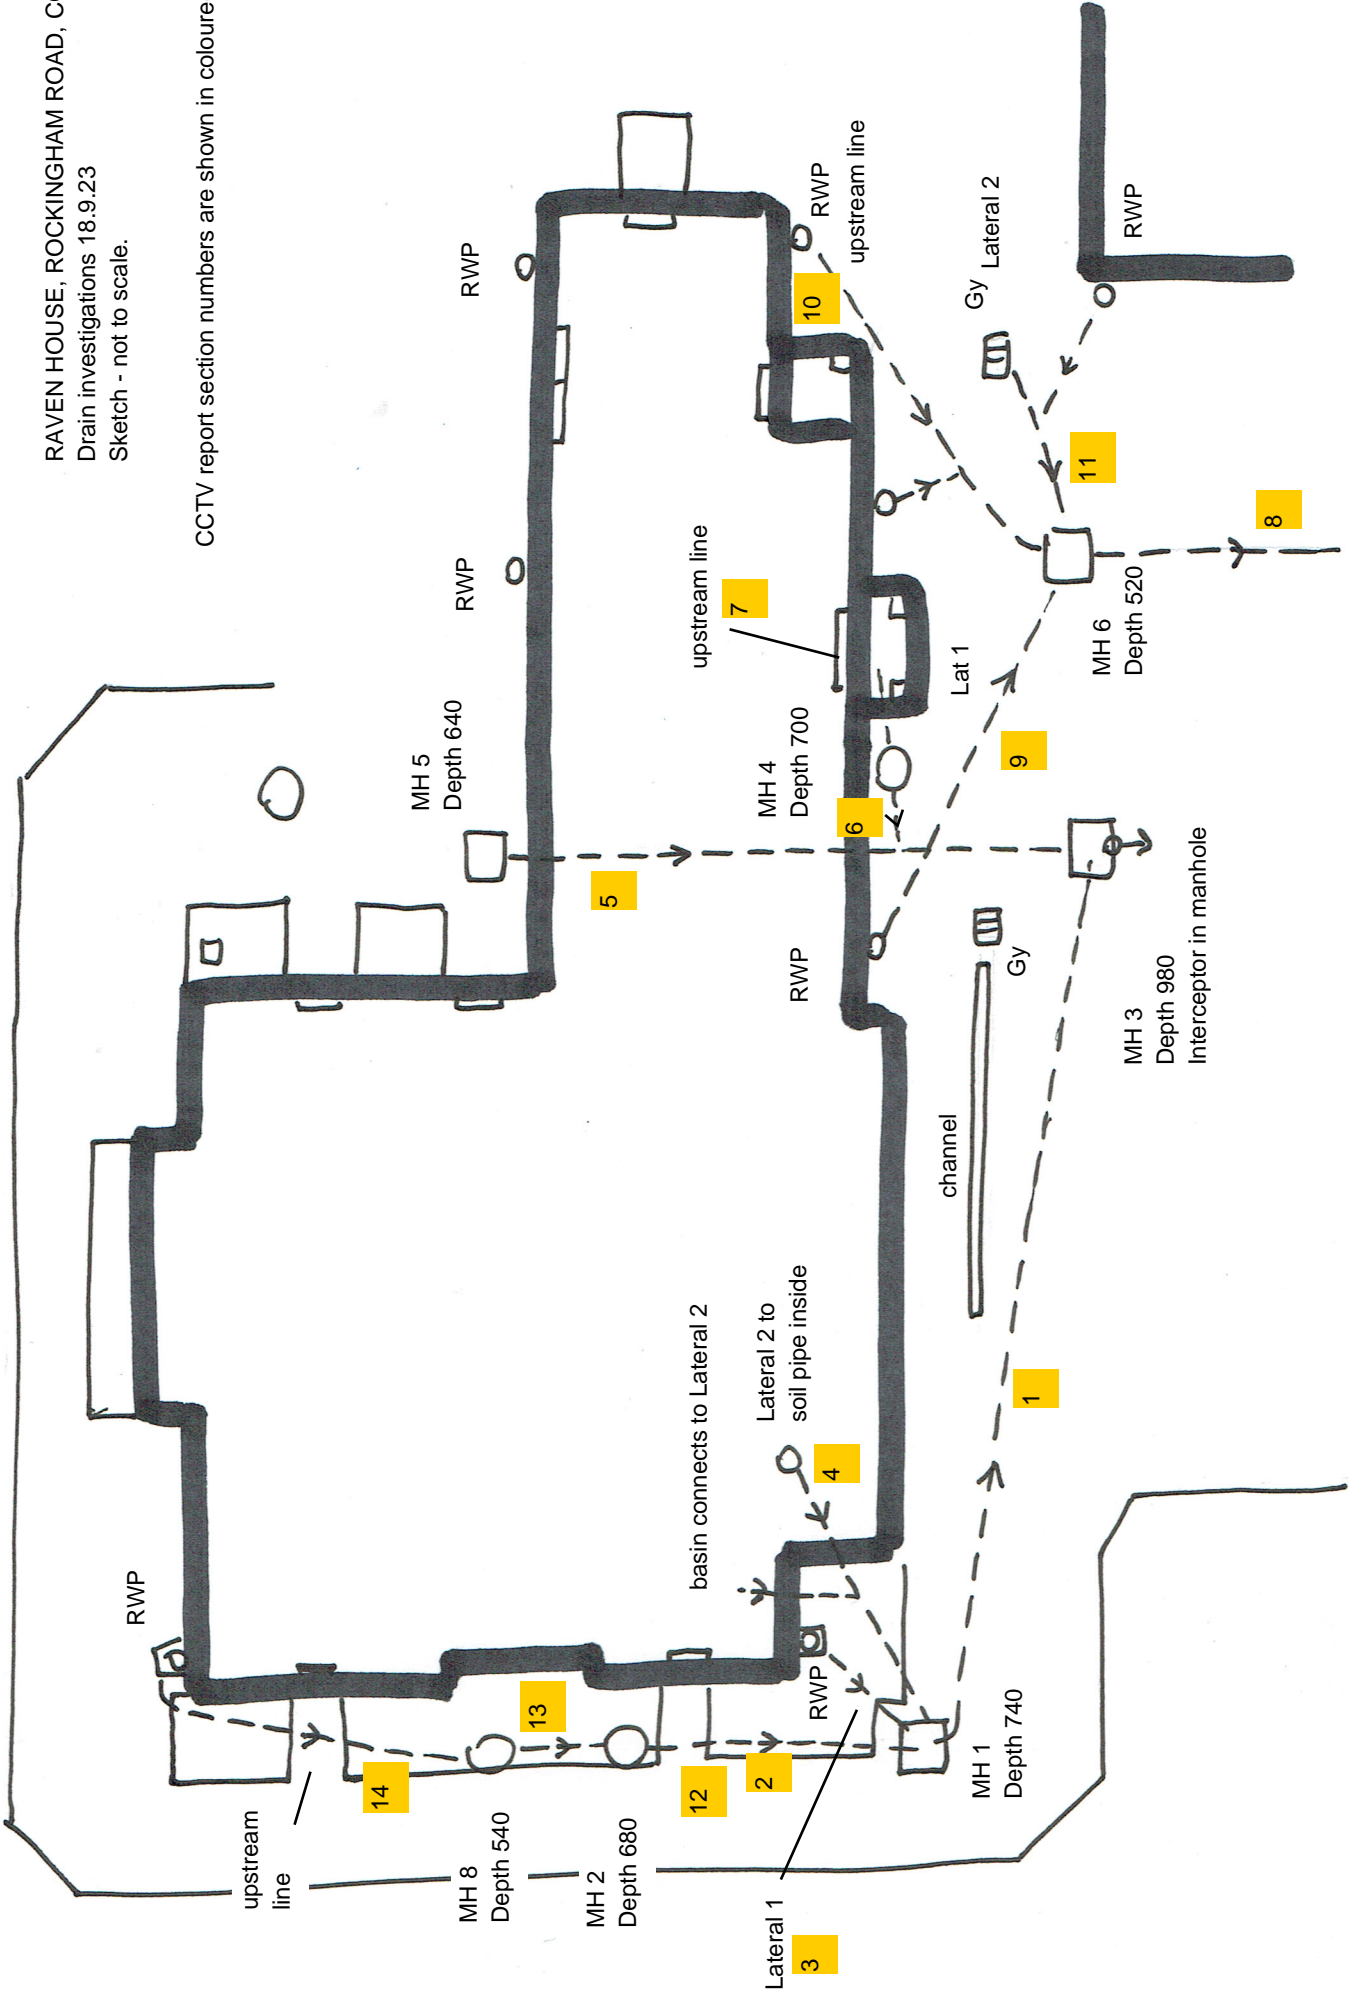 RAVEN HOUSE, ROCKINGHAM ROAD, C
Drain investigations 18.9.23
Sketch - not to scale.
CCTV report section numbers are shown in coloure
RWP
RWP
RWP
upstream line
10
Gy
Lateral 2
RWP
11
8
upstream line
7
MH 6
Depth 520
Lat 1
9
MH 5
Depth 640
MH 4
Depth 700
6
5
RWP
Gy
MH 3
Depth 980
Interceptor in manhole
channel
1
basin connects to Lateral 2
Lateral 2 to
soil pipe inside
4
RWP
RWP
13
14
12
2
MH 1
Depth 740
upstream
line
MH 8
Depth 540
MH 2
Depth 680
Lateral 1
3